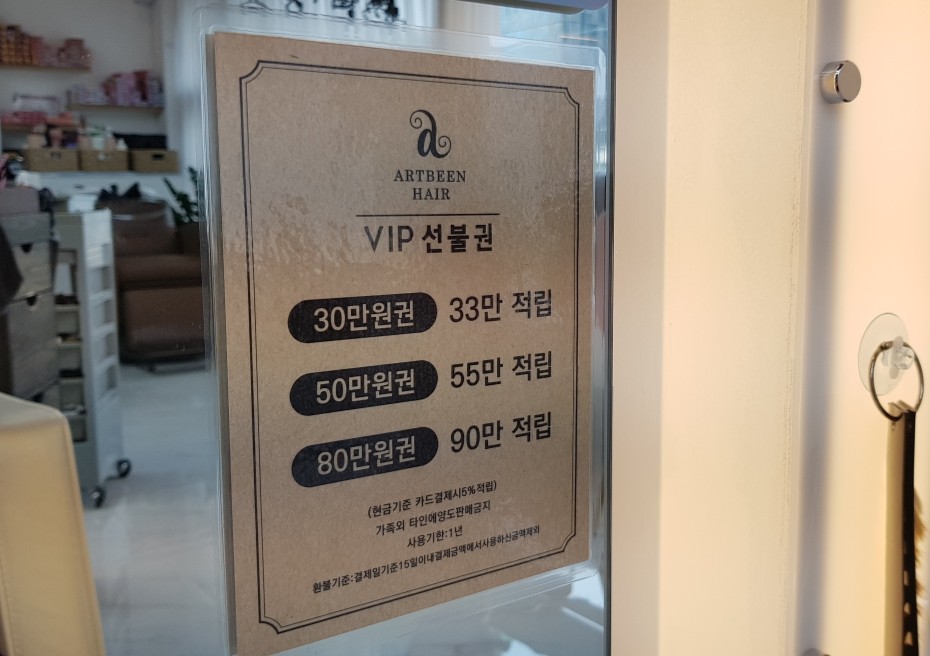 a
ARTBEEN
HAIR
VIP 선불권
30만원권 33만 적립
50만원권 55만 적립
80만원권 90만 적립
(현금기준 카드결제시5%적립)
가족외 타인에양도판매금지
사용기한:1년
환불기준:결제일기준15일이내결제금액에서사용하신금액제외